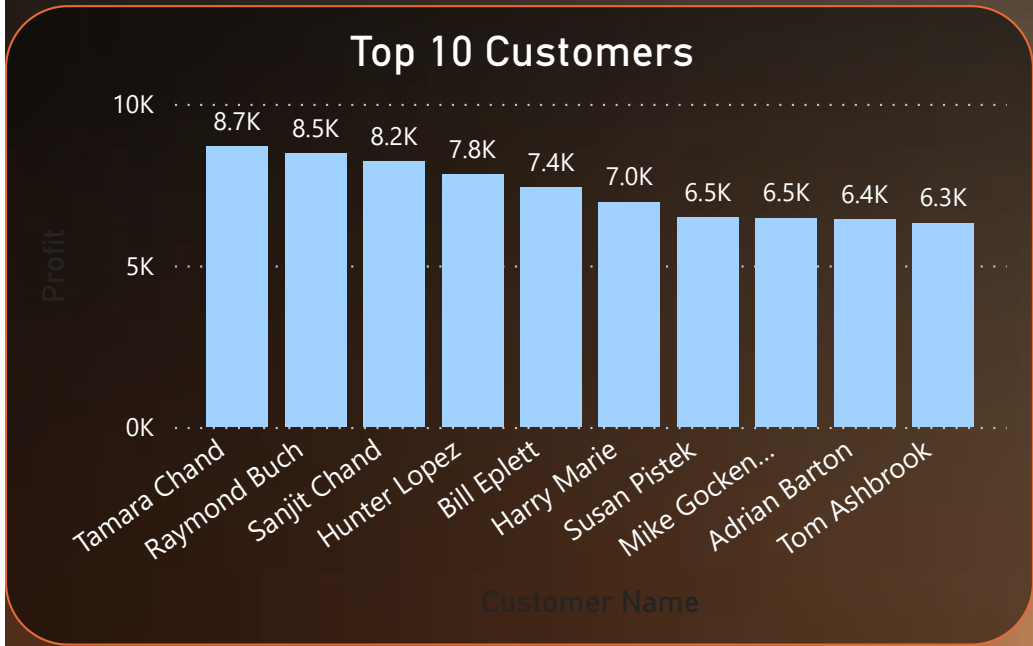 Top 10 Customers
10K
8.7K
8.5K
8.2K
7.8K
7.4K
7.0K
6.5K
6.5K
6.4K
6.3K
Profit
5K
0K
Tamara Chand
Raymond Buch
Sanjit Chand
Hunter Lopez
Bill Eplett
Harry Marie
Susan Pistek
Mike Gocken...
Adrian Barton
Tom Ashbrook
Customer Name